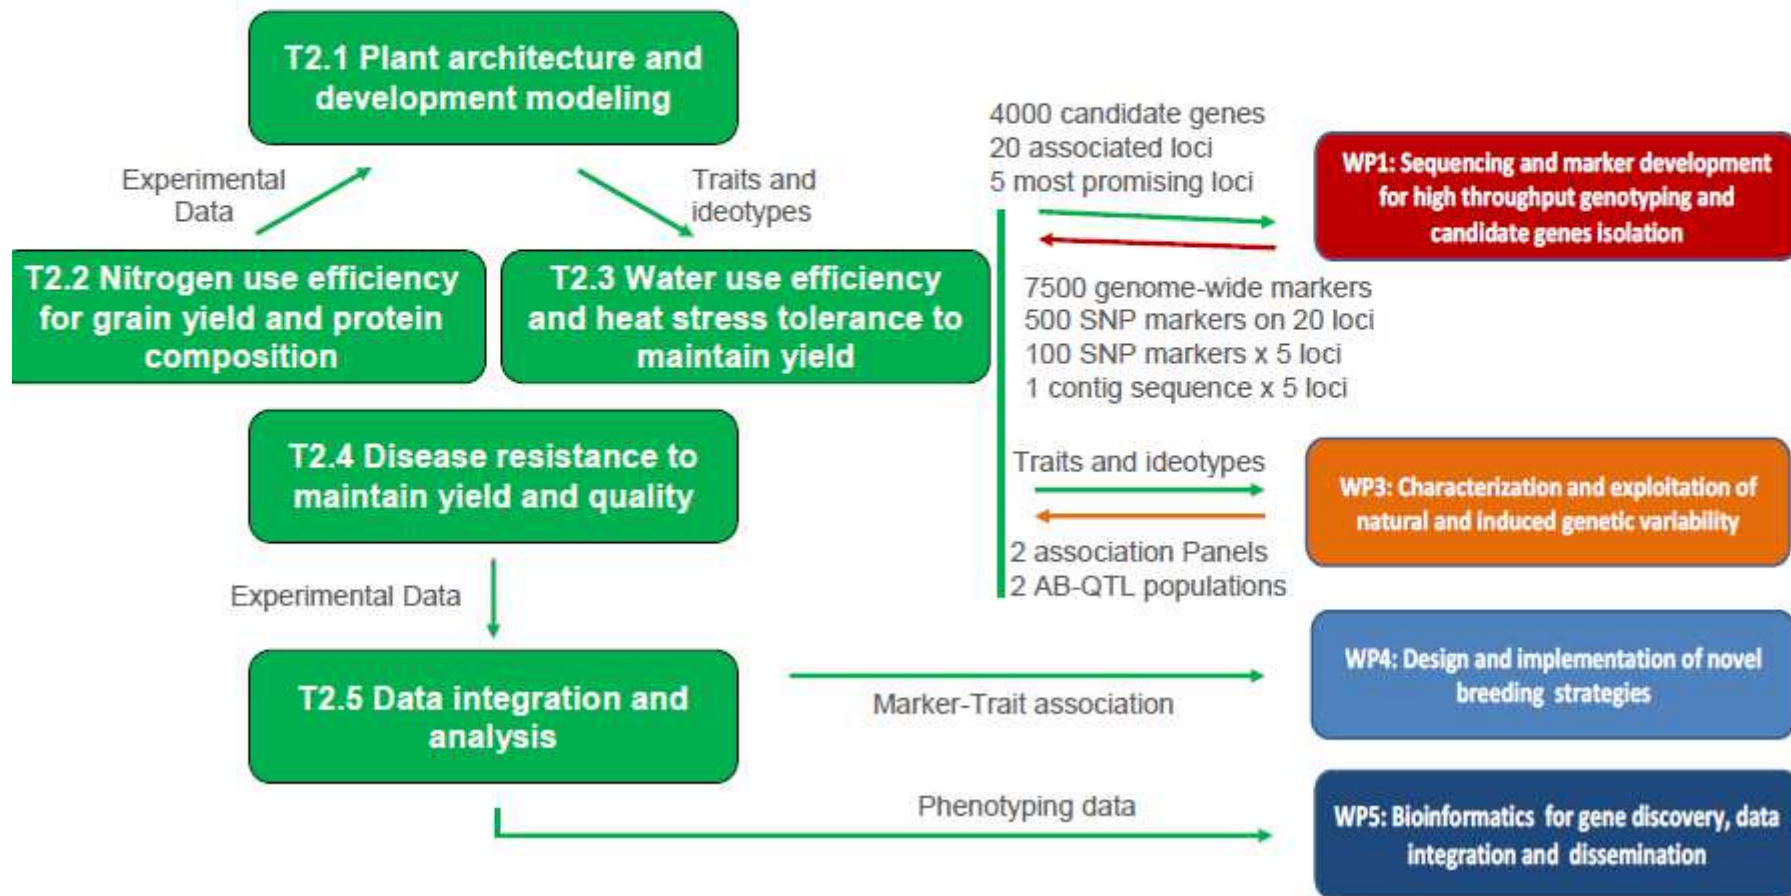 T2.1 Plant architecture and
development modeling
Experimental
Data
Traits and
ideotypes
T2.2 Nitrogen use efficiency
for grain yield and protein
composition
T2.3 Water use efficiency
and heat stress tolerance to
maintain yield
T2.4 Disease resistance to
maintain yield and quality
Experimental Data
T2.5 Data integration and
analysis
4000 candidate genes
20 associated loci
5 most promising loci
WP1: Sequencing and marker development
for high throughput genotyping and
candidate genes isolation
7500 genome-wide markers
500 SNP markers on 20 loci
100 SNP markers x 5 loci
1 contig sequence x 5 loci
Traits and ideotypes
WP3: Characterization and exploitation of
natural and induced genetic variability
2 association Panels
2 AB-QTL populations
Marker-Trait association
WP4: Design and implementation of novel
breeding strategies
Phenotyping data
WP5: Bioinformatics for gene discovery, data
integration and dissemination